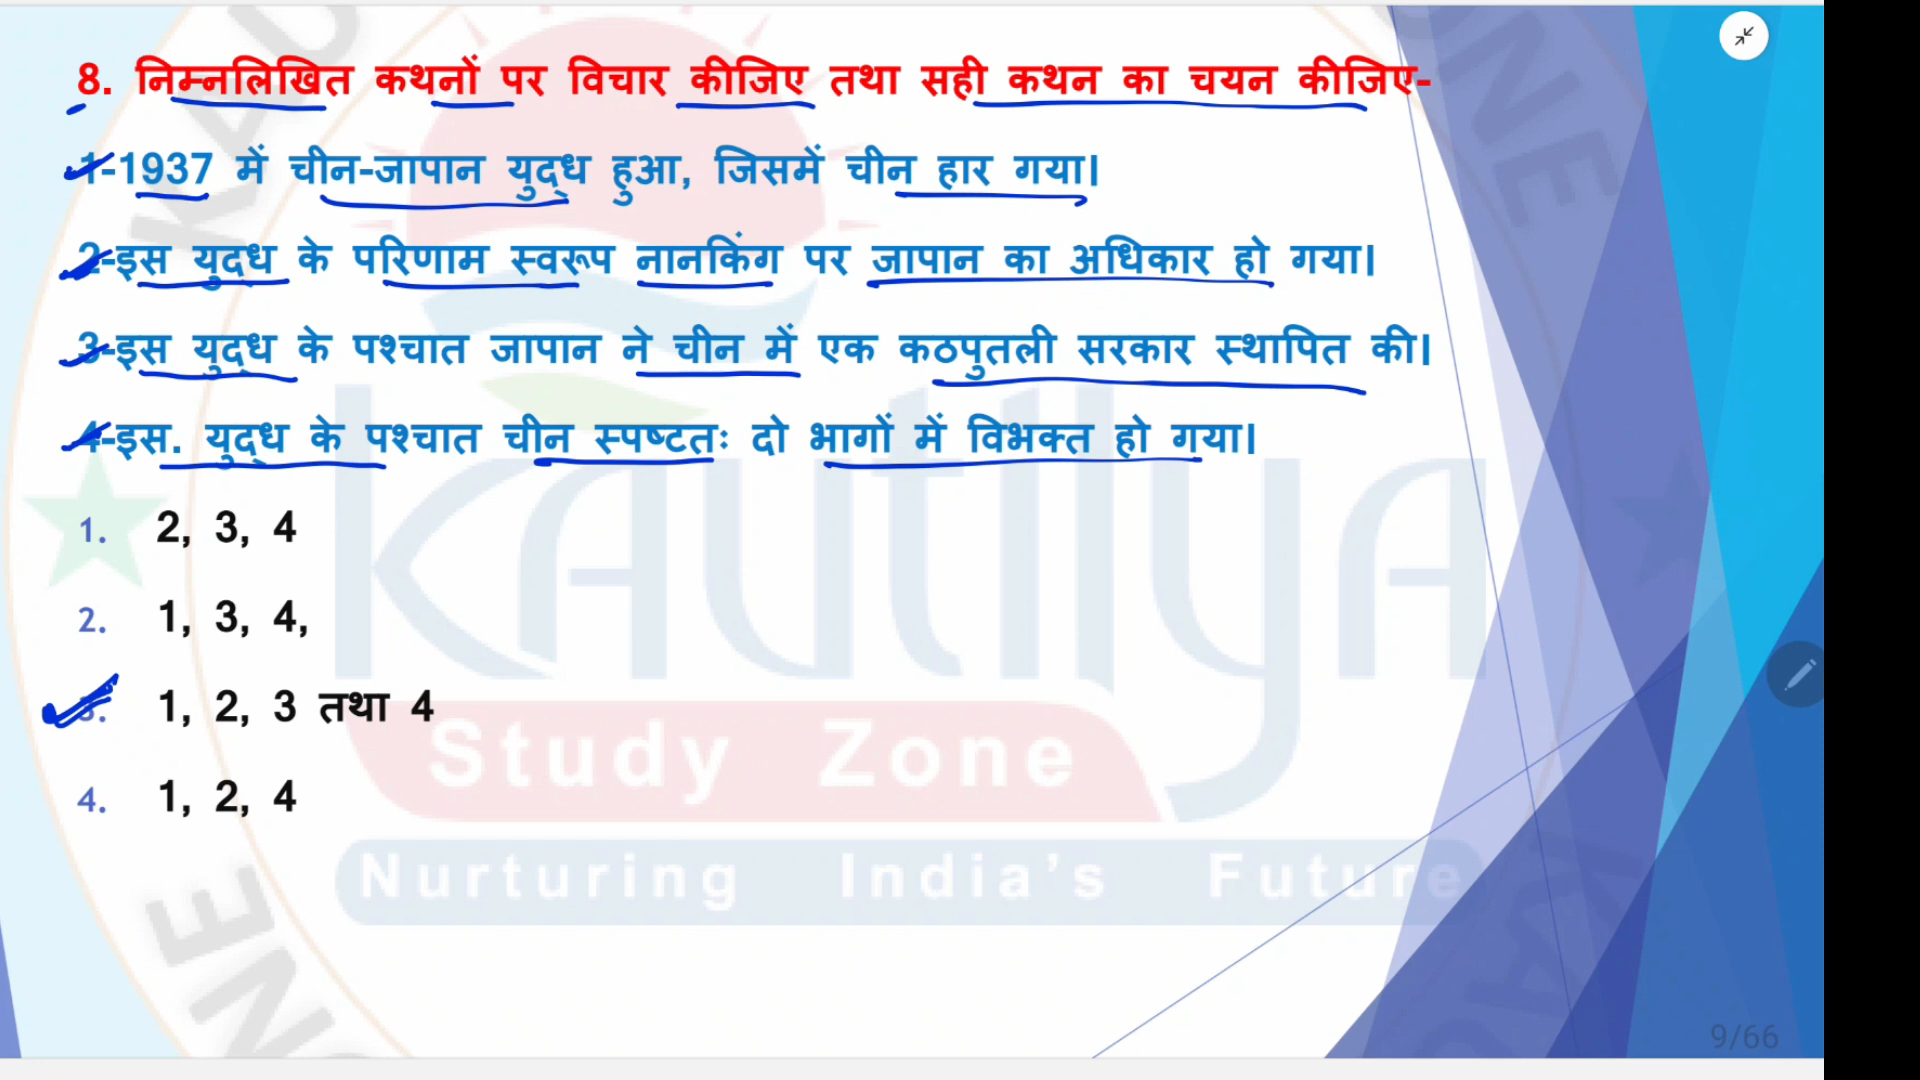 8. निम्नलिखित कथनों पर विचार कीजिए तथा सही कथन का चयन कीजिए-
1-1937 में चीन-जापान युद्ध हुआ, जिसमें चीन हार गया।
2-इस युद्ध के परिणाम स्वरूप नानकिंग पर जापान का अधिकार हो गया।
3-इस युद्ध के पश्चात जापान ने चीन में एक कठपुतली सरकार स्थापित की।
4-इस. युद्ध के पश्चात चीन स्पष्टतः दो भागों में विभक्त हो गया।
1. 2, 3, 4
2. 1, 3, 4,
3. 1, 2, 3 तथा 4
4. 1, 2, 4
KAUTILYA
Study Zone
Nurturing India's Future
9/66